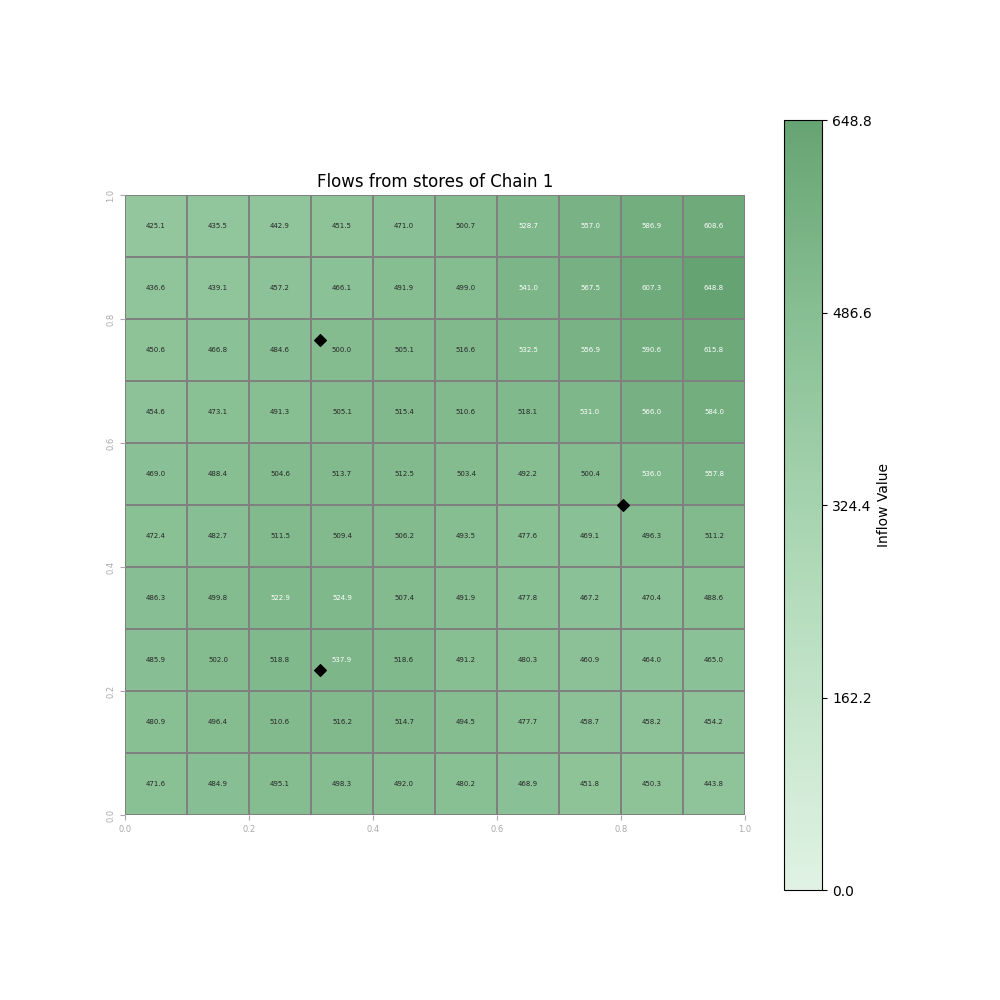 Flows from stores of Chain 1
1.0
0.8
0.6
0.4
0.2
0.0
425.1 435.5 442.9 451.5 471.0 500.7 528.7 557.0 586.9 608.6
436.6 439.1 457.2 466.1 491.9 499.0 541.0 567.5 607.3 648.8
450.6 466.8 484.6 500.0 505.1 516.6 532.5 556.9 590.6 615.8
454.6 473.1 491.3 505.1 515.4 510.6 518.1 531.0 566.0 584.0
469.0 488.4 504.6 513.7 512.5 503.4 492.2 500.4 536.0 557.8
472.4 482.7 511.5 509.4 506.2 493.5 477.6 469.1 496.3 511.2
486.3 499.8 522.9 524.9 507.4 491.9 477.8 467.2 470.4 488.6
485.9 502.0 518.8 537.9 518.6 491.2 480.3 460.9 464.0 465.0
480.9 496.4 510.6 516.2 514.7 494.5 477.7 458.7 458.2 454.2
471.6 484.9 495.1 498.3 492.0 480.2 468.9 451.8 450.3 443.8
0.0 0.2 0.4 0.6 0.8 1.0
648.8
486.6
324.4
162.2
0.0
Inflow Value